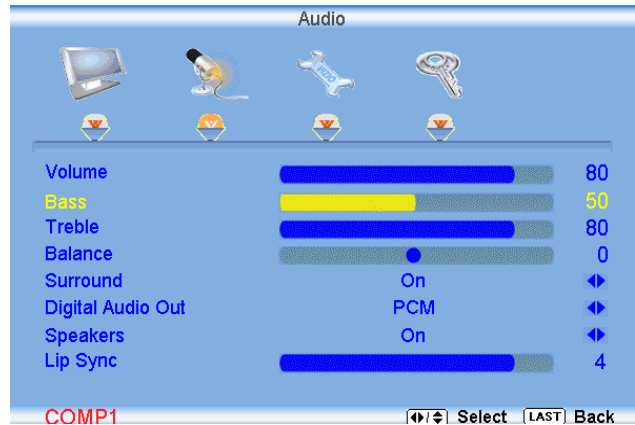 Audio
VIZIO
Volume 80
Bass 50
Treble 80
Balance 0
Surround On
Digital Audio Out PCM
Speakers On
Lip Sync 4
COMP1 Select LAST Back